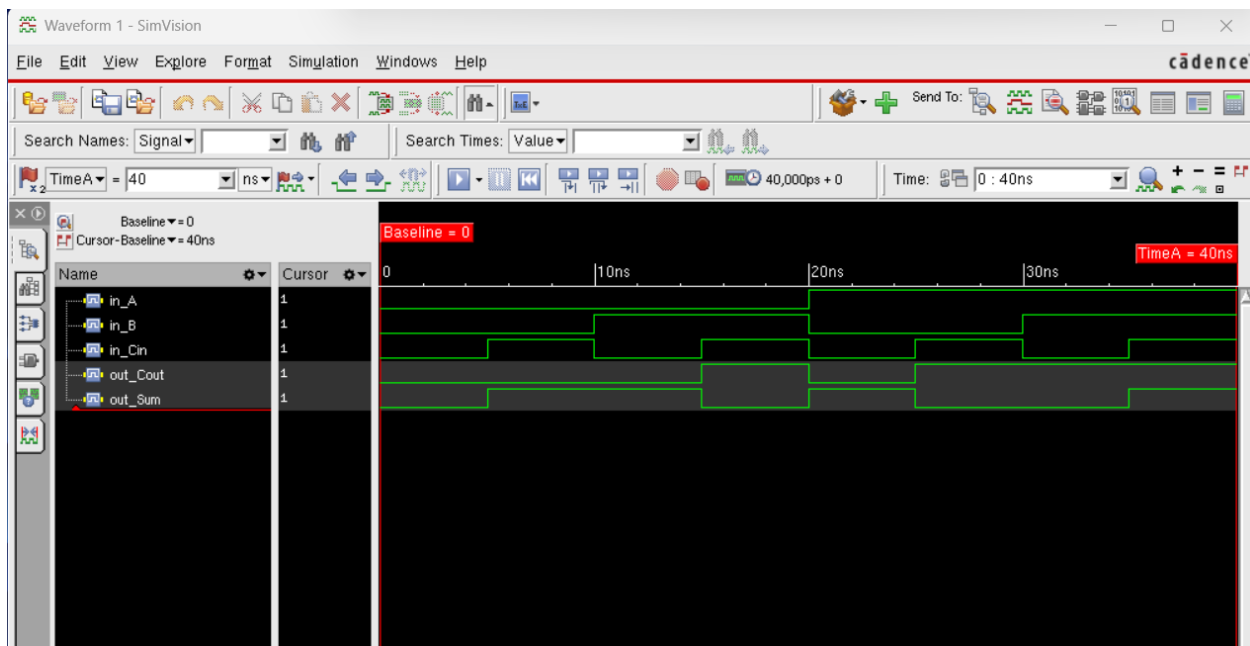 Waveform 1 - SimVision
File Edit View Explore Format Simulation Windows Help cādence
Send To:
Search Names: Signal Search Times: Value
TimeA = 40 ns 40,000ps + 0 Time: 0 : 40ns
Baseline = 0
Cursor-Baseline = 40ns
Baseline = 0
TimeA = 40ns
Name Cursor 0 10ns 20ns 30ns
in_A 1
in_B 1
in_Cin 1
out_Cout 1
out_Sum 1